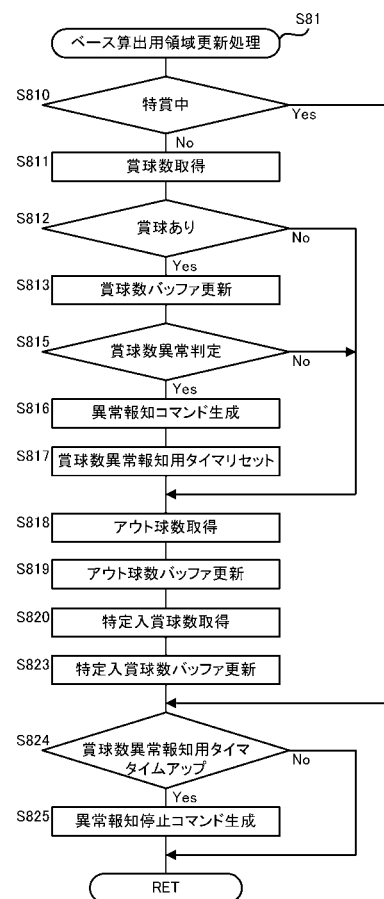 S81
ベース算出用領域更新処理
S810
特賞中
Yes
No
S811
賞球数取得
S812
賞球あり
No
Yes
S813
賞球数バッファ更新
S815
賞球数異常判定
No
Yes
S816
異常報知コマンド生成
S817
賞球数異常報知用タイマリセット
S818
アウト球数取得
S819
アウト球数バッファ更新
S820
特定入賞球数取得
S823
特定入賞球数バッファ更新
S824
賞球数異常報知用タイマ
タイムアップ
No
Yes
S825
異常報知停止コマンド生成
RET